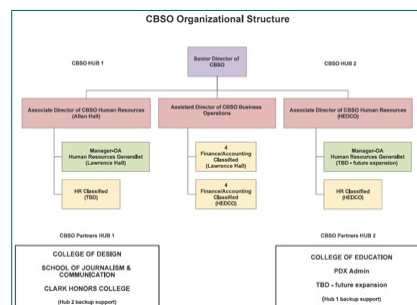 CBSO Organizational Structure
CBSO HUB 1
Senior Director of
CBSO
CBSO HUB 2
Associate Director of CBSO Human Resources
(Allen Hall)
Assistant Director of CBSO Business
Operations
Associate Director of CBSO Human Resources
(HEDCO)
Manager-OA
Human Resources Generalist
(Lawrence Hall)
4
Finance/Accounting
Classified
(Lawrence Hall)
Manager-OA
Human Resources Generalist
(TBD - future expansion)
HR Classified
(TBD)
4
Finance/Accounting
Classified
(HEDCO)
HR Classified
(HEDCO)
CBSO Partners HUB 1
COLLEGE OF DESIGN
SCHOOL OF JOURNALISM &
COMMUNICATION
CLARK HONORS COLLEGE
(Hub 2 backup support)
CBSO Partners HUB 2
COLLEGE OF EDUCATION
PDX Admin
TBD - future expansion
(Hub 1 backup support)